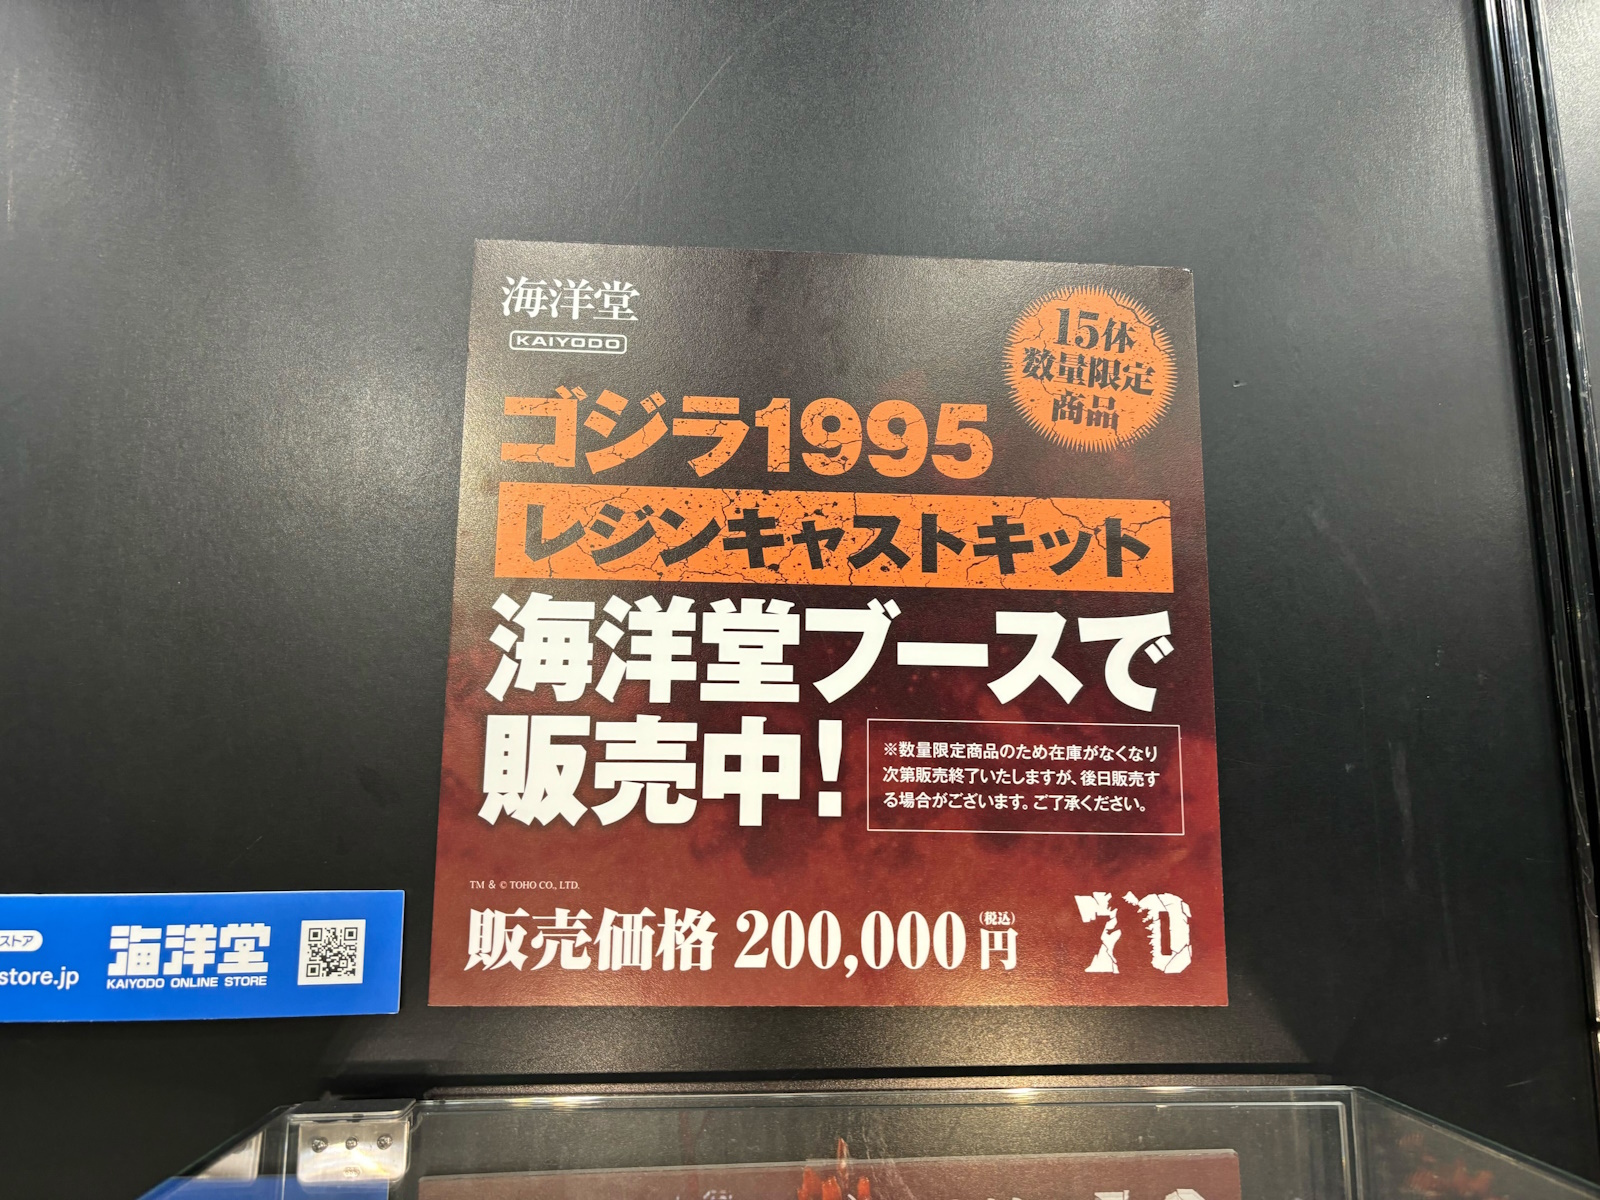 海洋堂
KAIYODO
15体
数量限定
商品
ゴジラ1995
レジンキャストキット
海洋堂ブースで
販売中!
※数量限定商品のため在庫がなくなり
次第販売終了いたしますが、後日販売す
る場合がございます。ご了承ください。
TM & © TOHO CO., LTD.
販売価格 200,000円(税込)
70
ストア
store.jp
海洋堂
KAIYODO ONLINE STORE